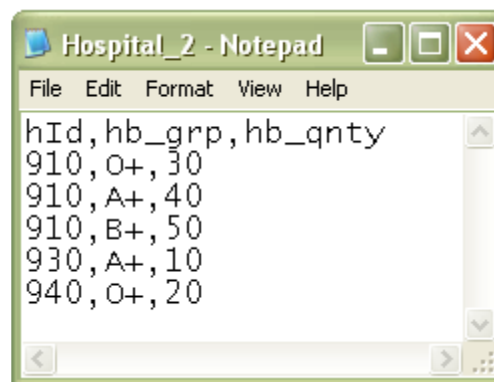 Hospital_2 - Notepad
File Edit Format View Help
hId,hb_grp,hb_qnty
910,O+,30
910,A+,40
910,B+,50
930,A+,10
940,O+,20